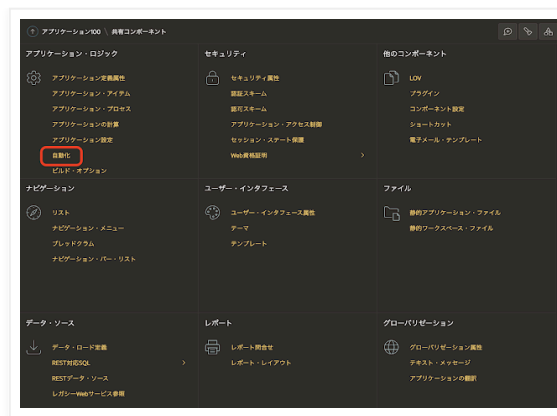 アプリケーション100 \ 共有コンポーネント
アプリケーション・ロジック
アプリケーション定義属性
アプリケーション・アイテム
アプリケーション・プロセス
アプリケーションの計算
アプリケーション設定
自動化
ビルド・オプション
セキュリティ
セキュリティ属性
認証スキーム
認可スキーム
アプリケーション・アクセス制御
セッション・ステート保護
Web資格証明
他のコンポーネント
LOV
プラグイン
コンポーネント設定
ショートカット
電子メール・テンプレート
ナビゲーション
リスト
ナビゲーション・メニュー
ブレッドクラム
ナビゲーション・バー・リスト
ユーザー・インタフェース
ユーザー・インタフェース属性
テーマ
テンプレート
ファイル
静的アプリケーション・ファイル
静的ワークスペース・ファイル
データ・ソース
データ・ロード定義
REST対応SQL
RESTデータ・ソース
レガシーWebサービス参照
レポート
レポート問合せ
レポート・レイアウト
グローバリゼーション
グローバリゼーション属性
テキスト・メッセージ
アプリケーションの翻訳